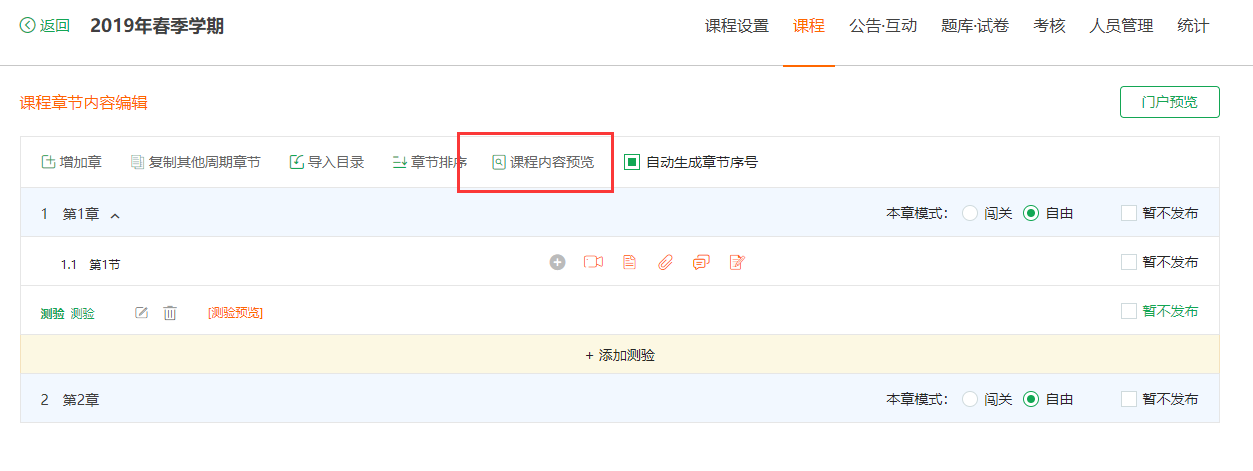 返回 2019年春季学期 课程设置 课程 公告·互动 题库·试卷 考核 人员管理 统计
课程章节内容编辑 门户预览
增加章 复制其他周期章节 导入目录 章节排序 课程内容预览 自动生成章节序号
1 第1章 本章模式： 闯关 自由 暂不发布
1.1 第1节 暂不发布
测验 测验 [测验预览] 暂不发布
+ 添加测验
2 第2章 本章模式： 闯关 自由 暂不发布